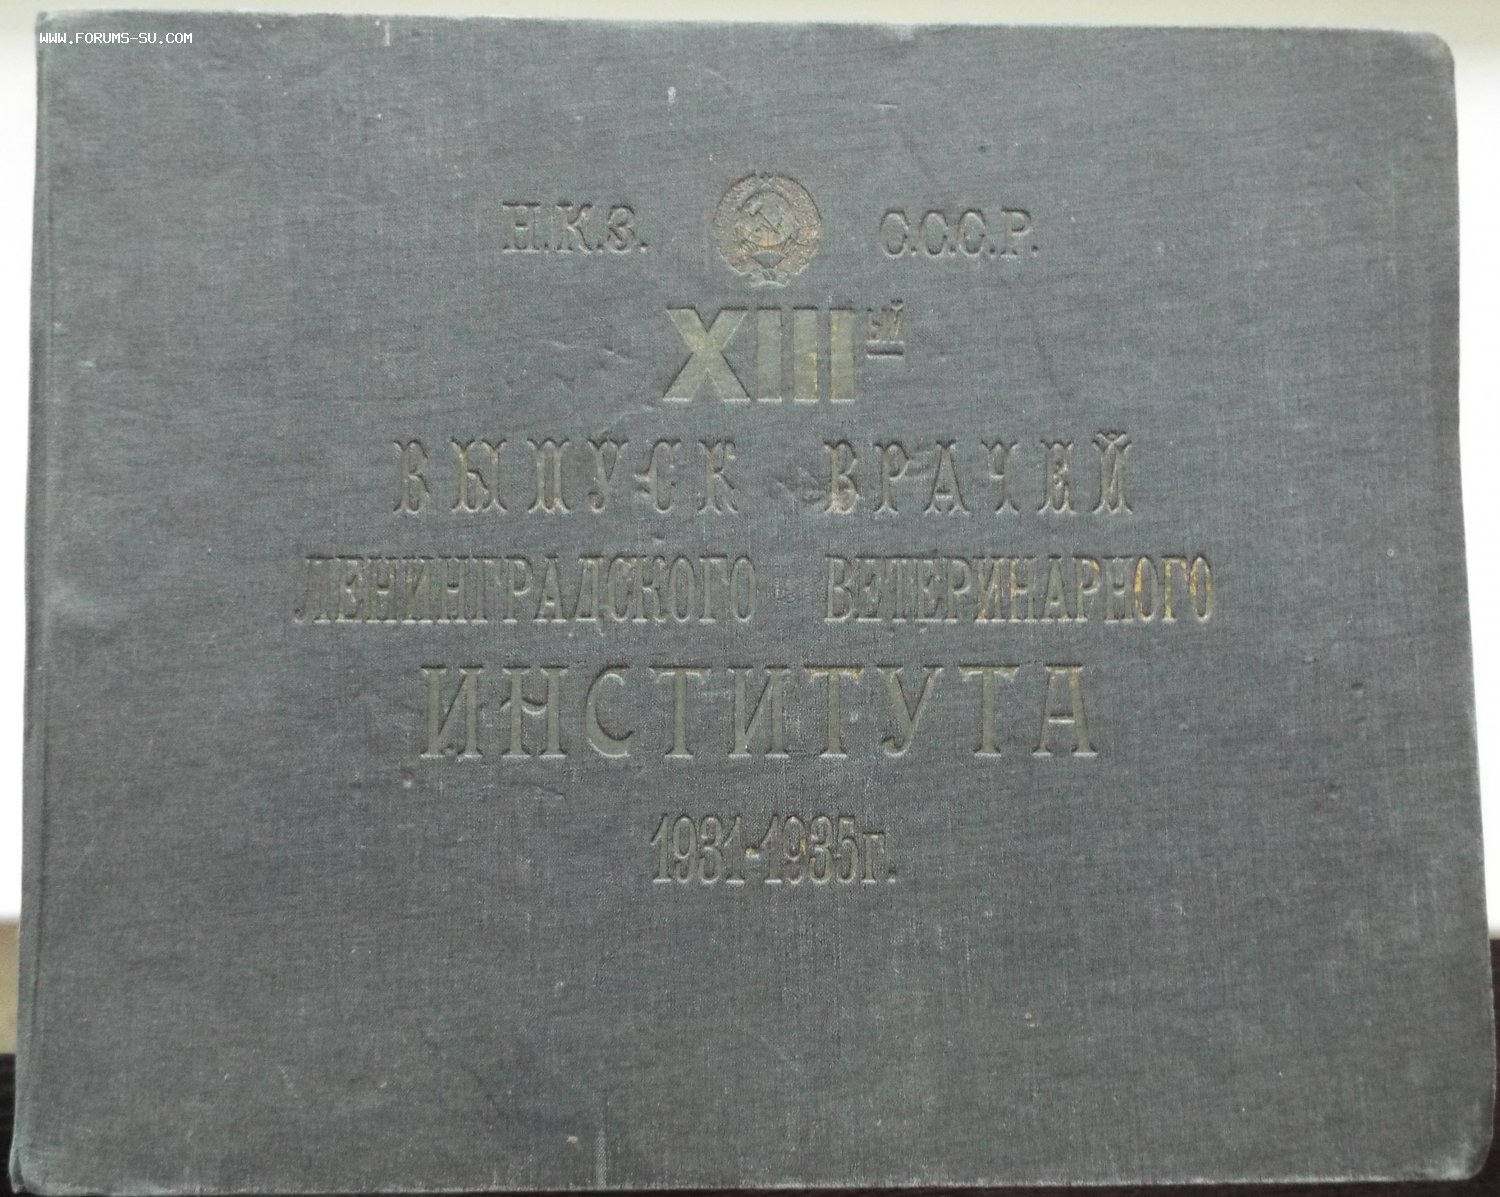 WWW.FORUMS-SU.COM
Н.К.З. С.С.С.Р.
XIIIый
ВЫПУСК ВРАЧЕЙ
ЛЕНИНГРАДСКОГО ВЕТЕРИНАРНОГО
ИНСТИТУТА
1931-1935г.